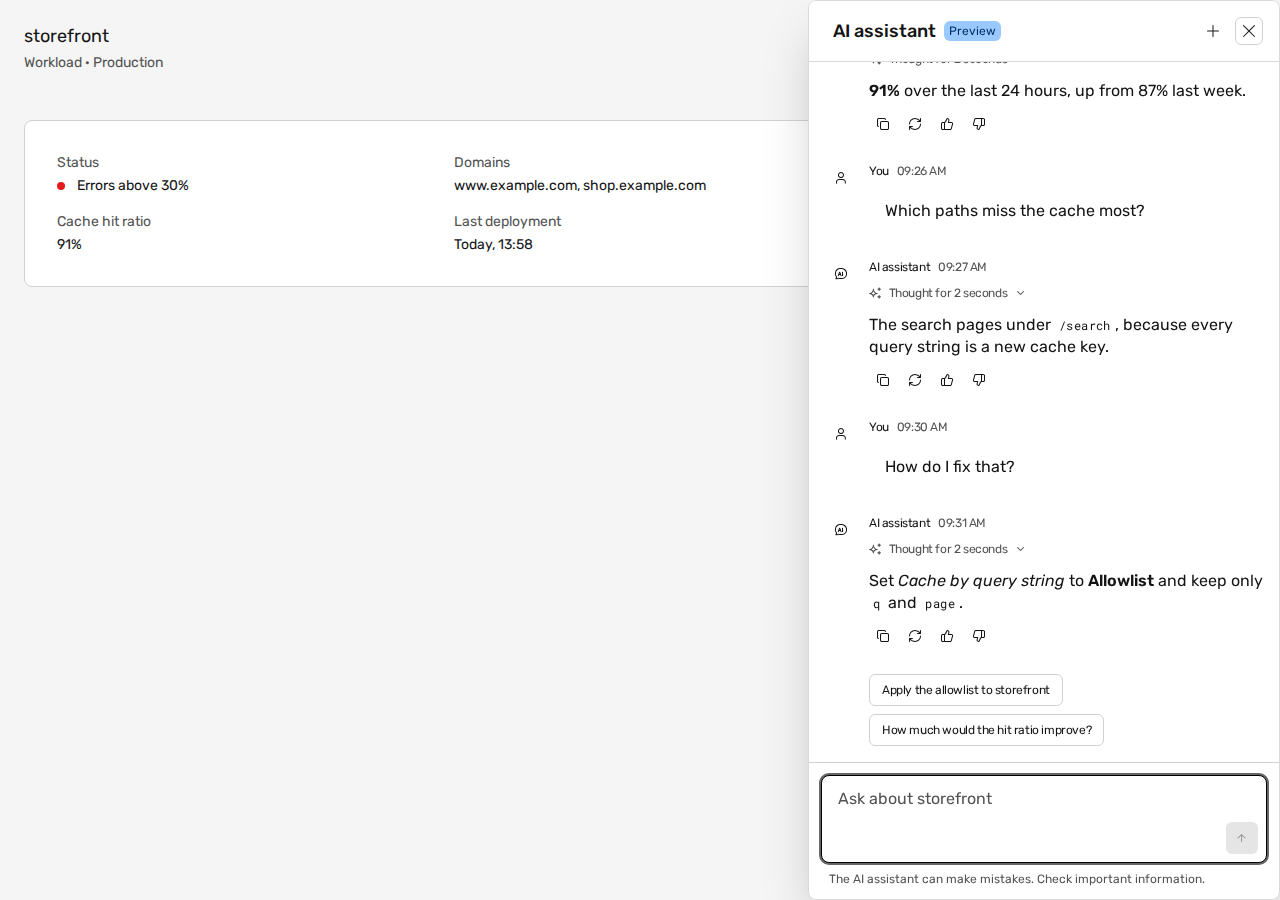 storefront
Workload • Production
Status
Errors above 30%
Domains
www.example.com, shop.example.com
Cache hit ratio
91%
Last deployment
Today, 13:58
AI assistant
Preview
91% over the last 24 hours, up from 87% last week.
You 09:26 AM
Which paths miss the cache most?
AI assistant 09:27 AM
Thought for 2 seconds
The search pages under /search, because every
query string is a new cache key.
You 09:30 AM
How do I fix that?
AI assistant 09:31 AM
Thought for 2 seconds
Set Cache by query string to Allowlist and keep only
q and page.
Apply the allowlist to storefront
How much would the hit ratio improve?
Ask about storefront
The AI assistant can make mistakes. Check important information.